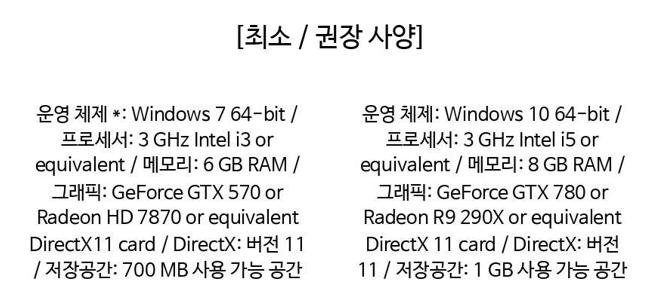 [최소 / 권장 사양]
운영 체제 *: Windows 7 64-bit /
프로세서: 3 GHz Intel i3 or
equivalent / 메모리: 6 GB RAM /
그래픽: GeForce GTX 570 or
Radeon HD 7870 or equivalent
DirectX11 card / DirectX: 버전 11
/ 저장공간: 700 MB 사용 가능 공간
운영 체제: Windows 10 64-bit /
프로세서: 3 GHz Intel i5 or
equivalent / 메모리: 8 GB RAM /
그래픽: GeForce GTX 780 or
Radeon R9 290X or equivalent
DirectX 11 card / DirectX: 버전
11 / 저장공간: 1 GB 사용 가능 공간